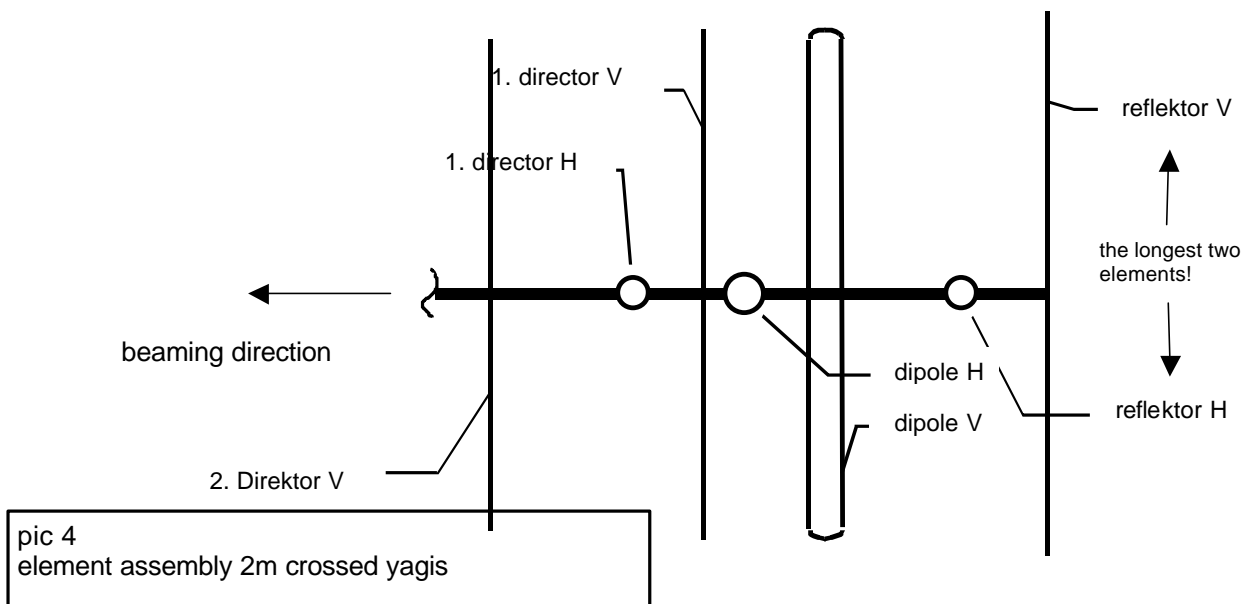 1. director V
reflektor V
1. director H
the longest two
elements!
beaming direction
dipole H
reflektor H
dipole V
2. Direktor V
pic 4
element assembly 2m crossed yagis